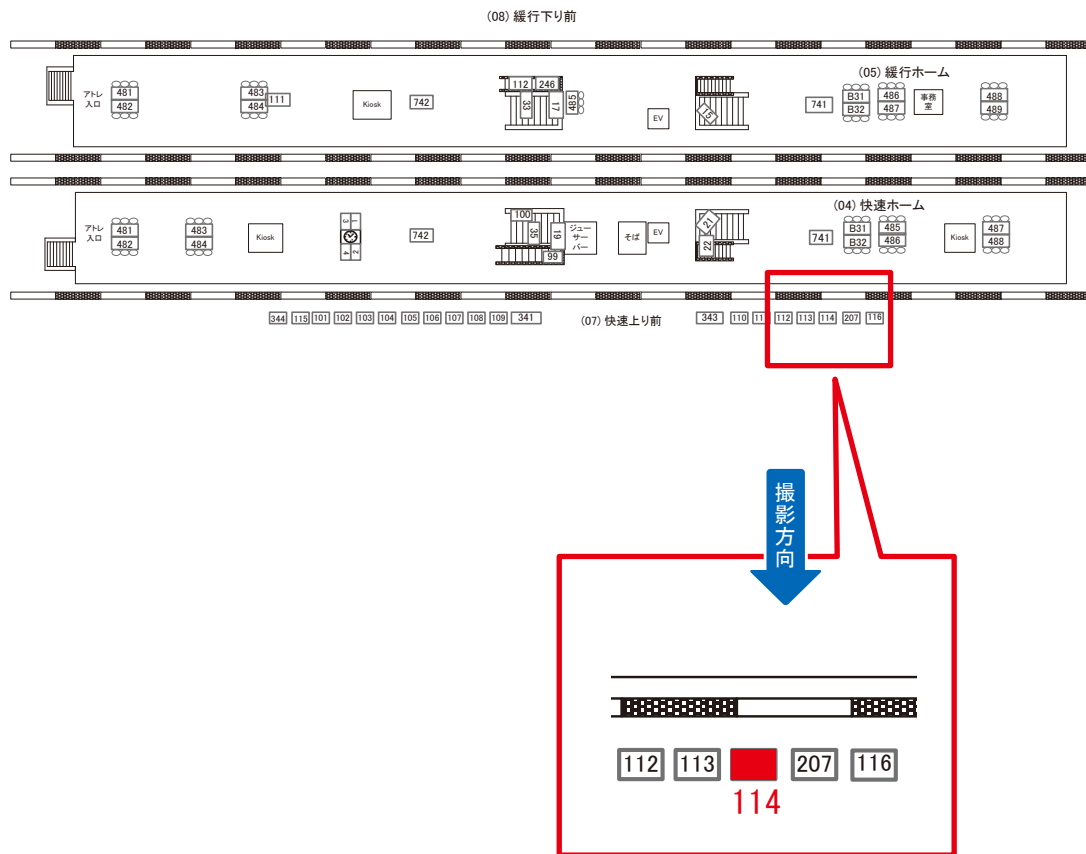 (08) 緩行下り前
(05) 緩行ホーム
アトレ
入口
481
482
483
484
111
Kiosk
742
112
246
33
17
485
EV
15
741
B31
B32
486
487
事務
室
488
489
(04) 快速ホーム
アトレ
入口
481
482
483
484
Kiosk
1
3
2
4
742
100
35
19
99
ジュー
サー
バー
そば
EV
21
22
741
B31
B32
485
486
Kiosk
487
488
344
115
101
102
103
104
105
106
107
108
109
341
(07) 快速上り前
343
110
11
112
113
114
207
116
撮影方向
112
113
207
116
114